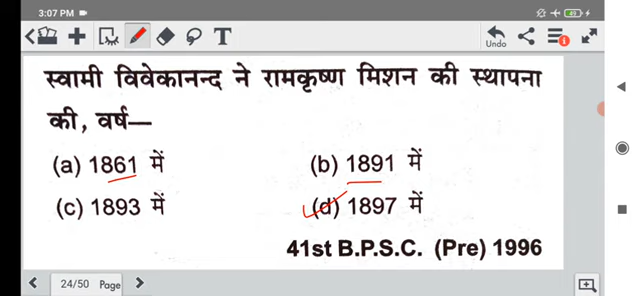 3:07 PM
Undo
स्वामी विवेकानन्द ने रामकृष्ण मिशन की स्थापना
की, वर्ष—
(a) 1861 में
(b) 1891 में
(c) 1893 में
(d) 1897 में
41st B.P.S.C. (Pre) 1996
24/50 Page